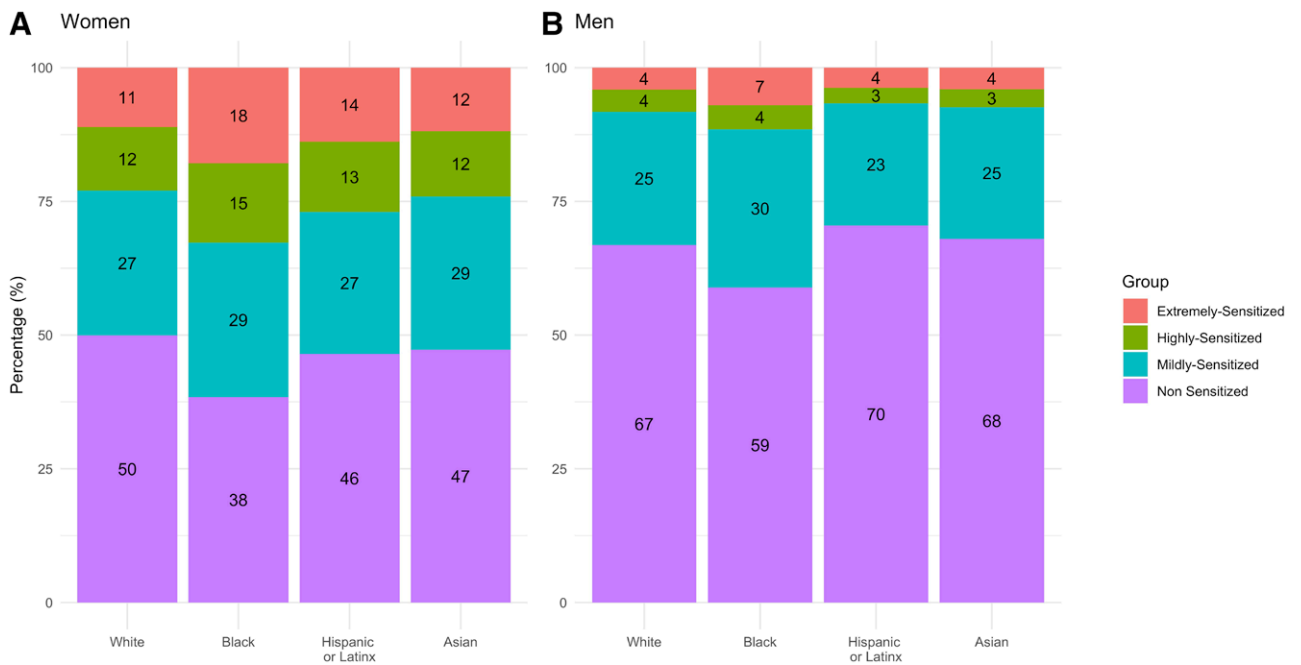 A Women
B Men
Percentage (%)
100
75
50
25
0
11
12
27
50
18
15
29
38
14
13
27
46
12
12
29
47
White
Black
Hispanic
or Latinx
Asian
100
75
50
25
0
4
4
25
67
7
4
30
59
4
3
23
70
4
3
25
68
White
Black
Hispanic
or Latinx
Asian
Group
Extremely-Sensitized
Highly-Sensitized
Mildly-Sensitized
Non Sensitized